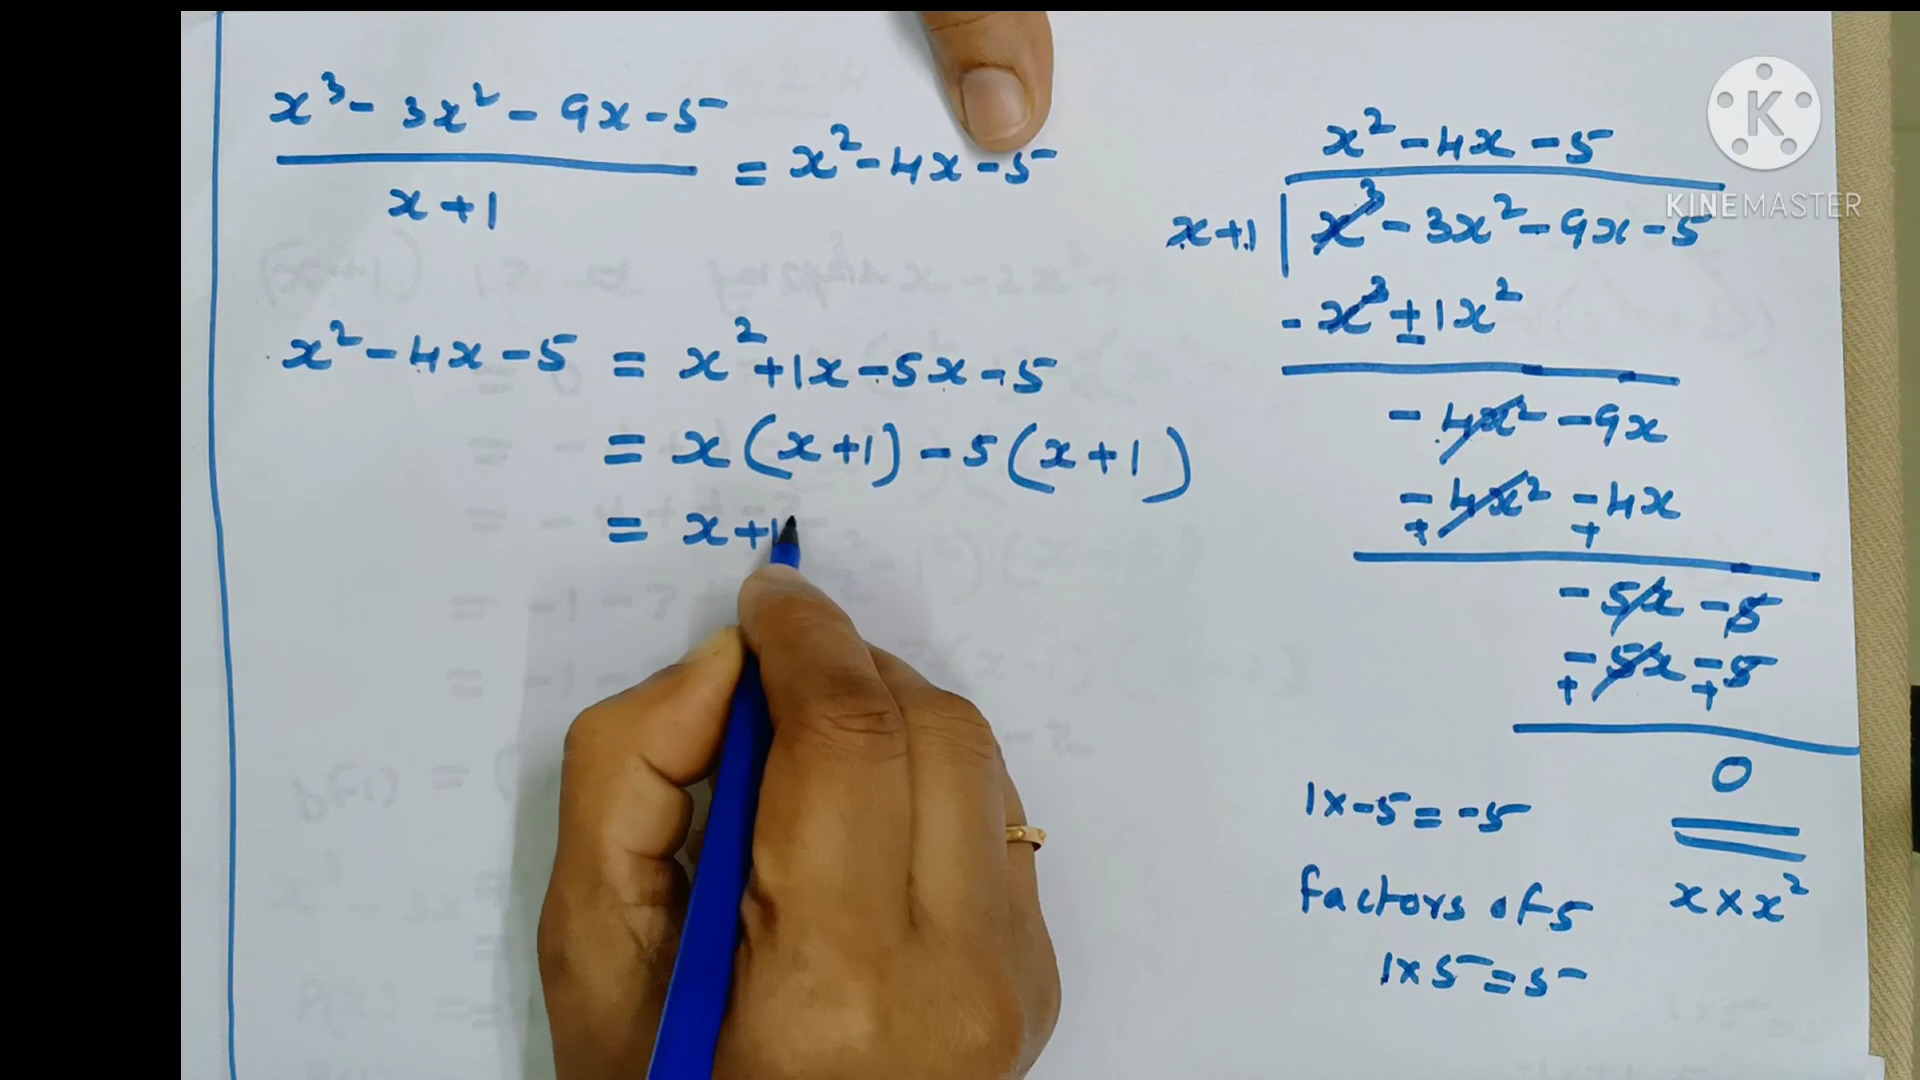 x³ - 3x² - 9x - 5
x + 1
= x² - 4x - 5
x² - 4x - 5 = x² + 1x - 5x - 5
= x(x + 1) - 5(x + 1)
= x + 1
K
KINEMASTER
x² - 4x - 5
x + 1 | x³ - 3x² - 9x - 5
- x³ ± 1x²
- 4x² - 9x
- 4x² - 4x
+ +
- 5x - 5
- 5x - 5
+ +
0
1 x - 5 = - 5
factors of 5
1 x 5 = 5
x × x²